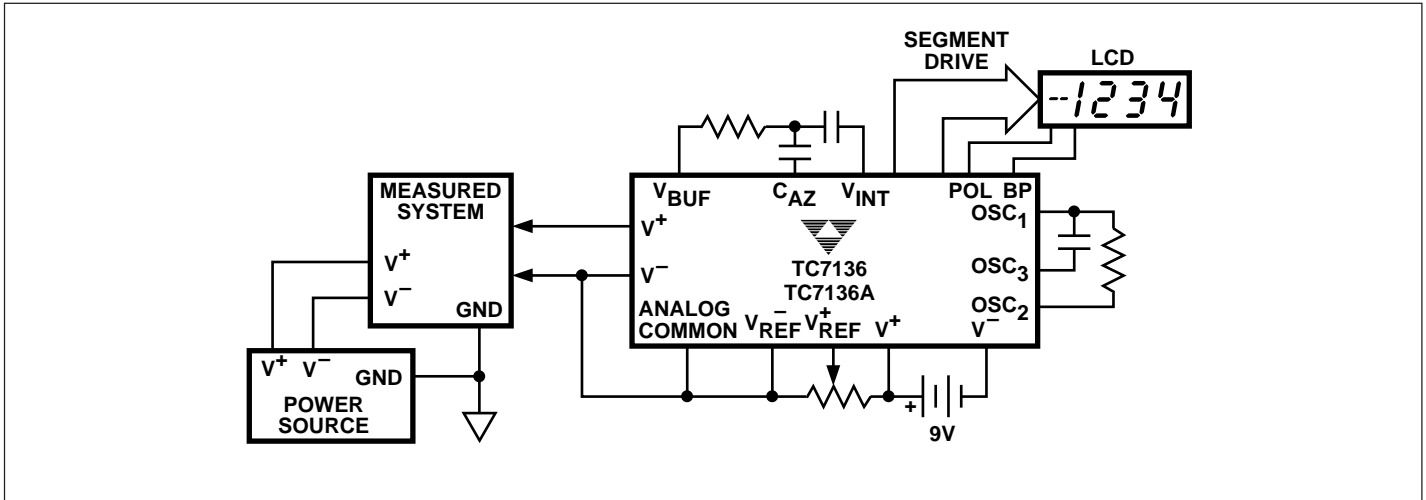 SEGMENT
DRIVE
LCD
--1234
MEASURED
SYSTEM
V+
V–
GND
V+ V–
GND
POWER
SOURCE
VBUF
CAZ
VINT
POL BP
V+
V–
TC7136
TC7136A
OSC1
OSC3
OSC2
V–
ANALOG
COMMON
V–REF
V+REF
V+
+
9V